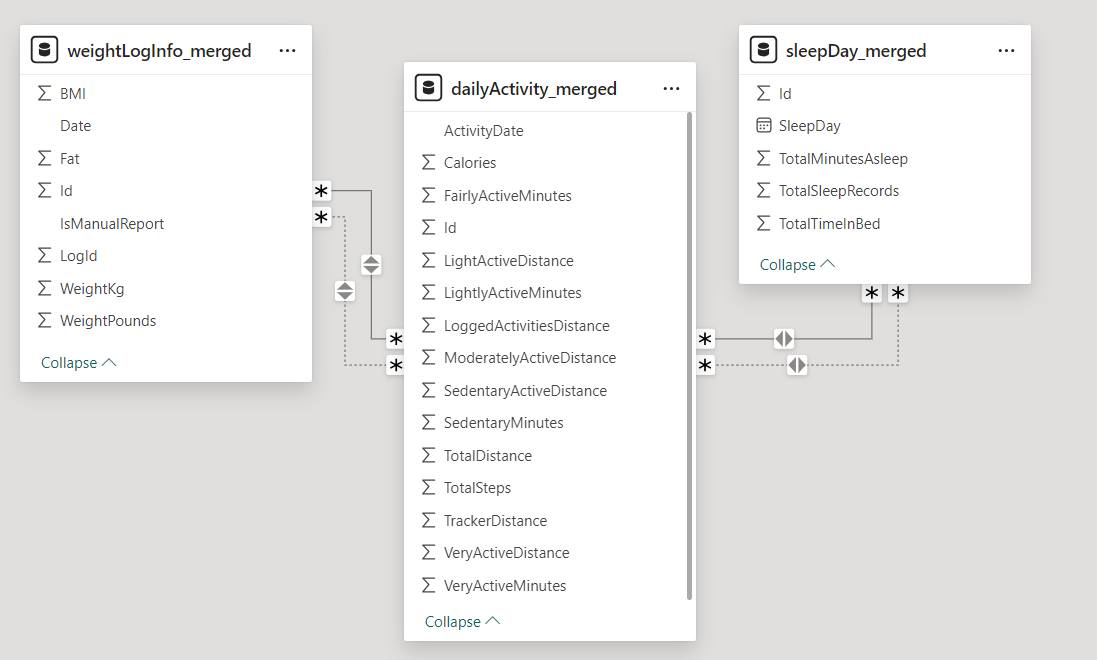 weightLogInfo_merged
BMI
Date
Fat
Id
IsManualReport
LogId
WeightKg
WeightPounds
Collapse
dailyActivity_merged
ActivityDate
Calories
FairlyActiveMinutes
Id
LightActiveDistance
LightlyActiveMinutes
LoggedActivitiesDistance
ModeratelyActiveDistance
SedentaryActiveDistance
SedentaryMinutes
TotalDistance
TotalSteps
TrackerDistance
VeryActiveDistance
VeryActiveMinutes
Collapse
sleepDay_merged
Id
SleepDay
TotalMinutesAsleep
TotalSleepRecords
TotalTimeInBed
Collapse